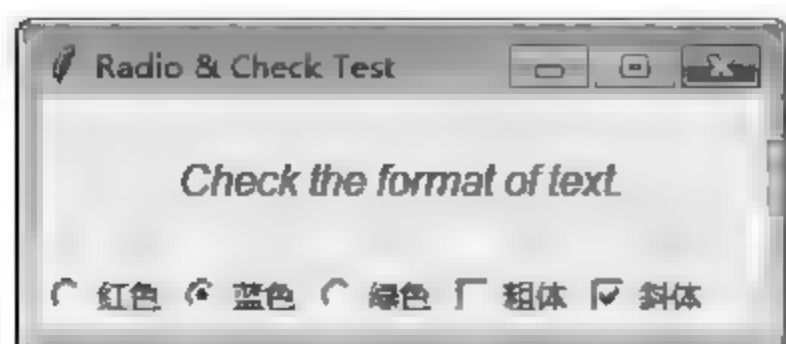 Radio & Check Test
Check the format of text.
红色 蓝色 绿色 粗体 斜体